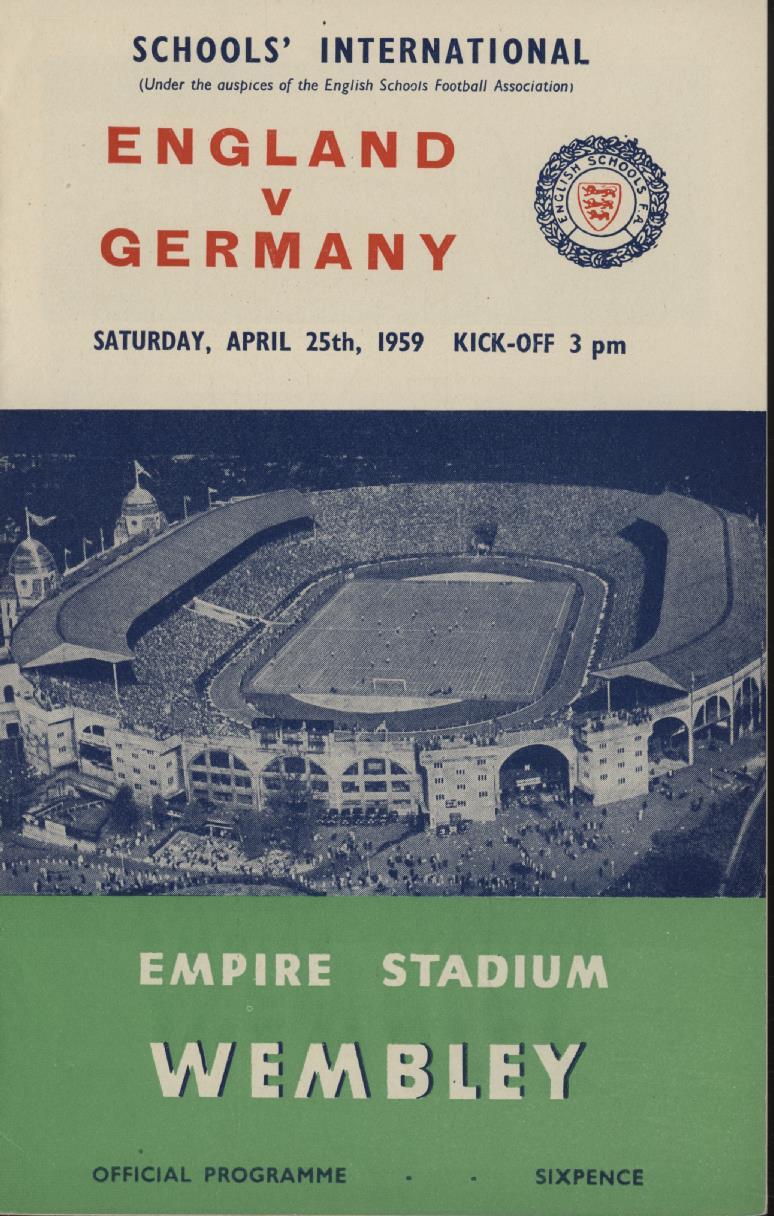 SCHOOLS' INTERNATIONAL
(Under the auspices of the English Schools Football Association)
ENGLAND
V
GERMANY
ENGLISH SCHOOLS F.A.
SATURDAY, APRIL 25th, 1959 KICK-OFF 3 pm
EMPIRE STADIUM
WEMBLEY
OFFICIAL PROGRAMME - - SIXPENCE